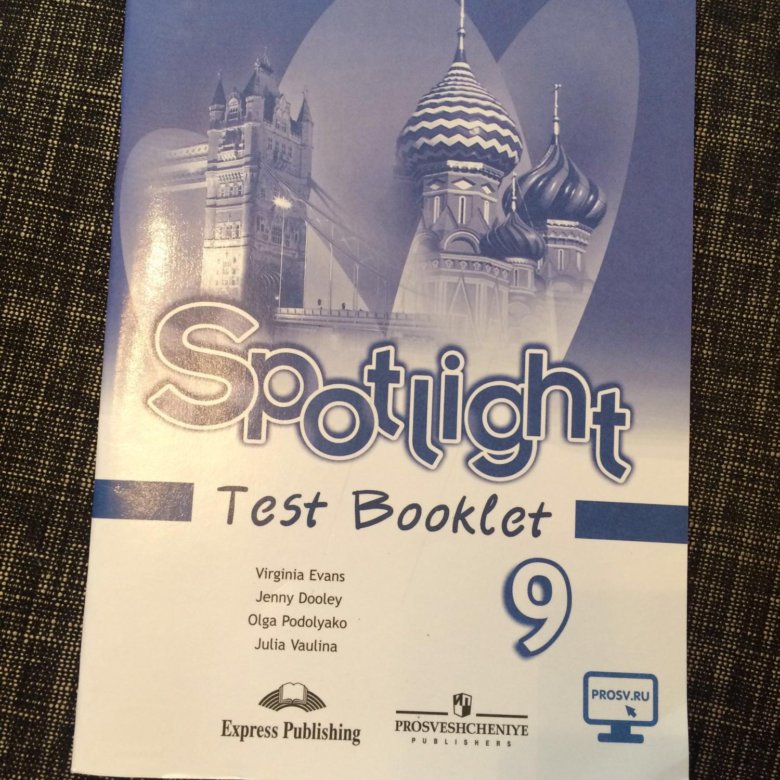 Spotlight
Test Booklet
9
Virginia Evans
Jenny Dooley
Olga Podolyako
Julia Vaulina
Express Publishing
PROSVESHCHENIYE
PUBLISHERS
PROSV.RU